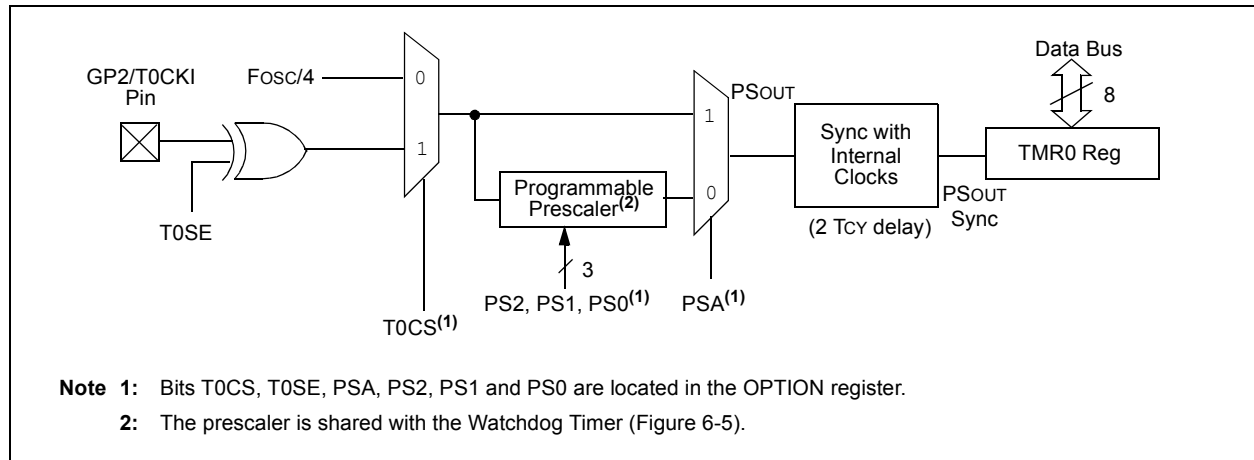 Data Bus
8
GP2/T0CKI
Pin
FOSC/4
0
1
T0SE
T0CS(1)
Programmable
Prescaler(2)
3
PS2, PS1, PS0(1)
1
0
PSA(1)
PSOUT
Sync with
Internal
Clocks
(2 TCY delay)
PSOUT
Sync
TMR0 Reg
Note 1: Bits T0CS, T0SE, PSA, PS2, PS1 and PS0 are located in the OPTION register.
2: The prescaler is shared with the Watchdog Timer (Figure 6-5).